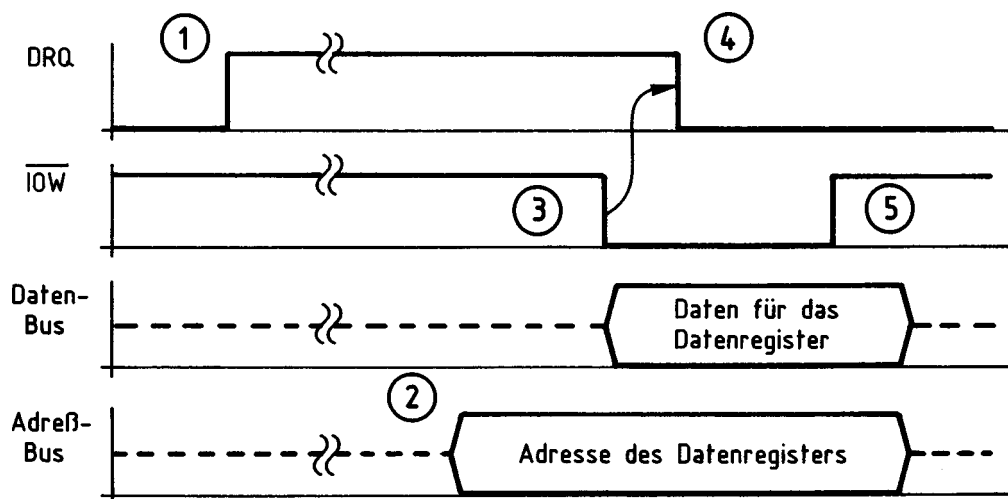 1
4
DRQ
IOW
3
5
Daten-
Bus
Daten für das
Datenregister
2
Adreß-
Bus
Adresse des Datenregisters